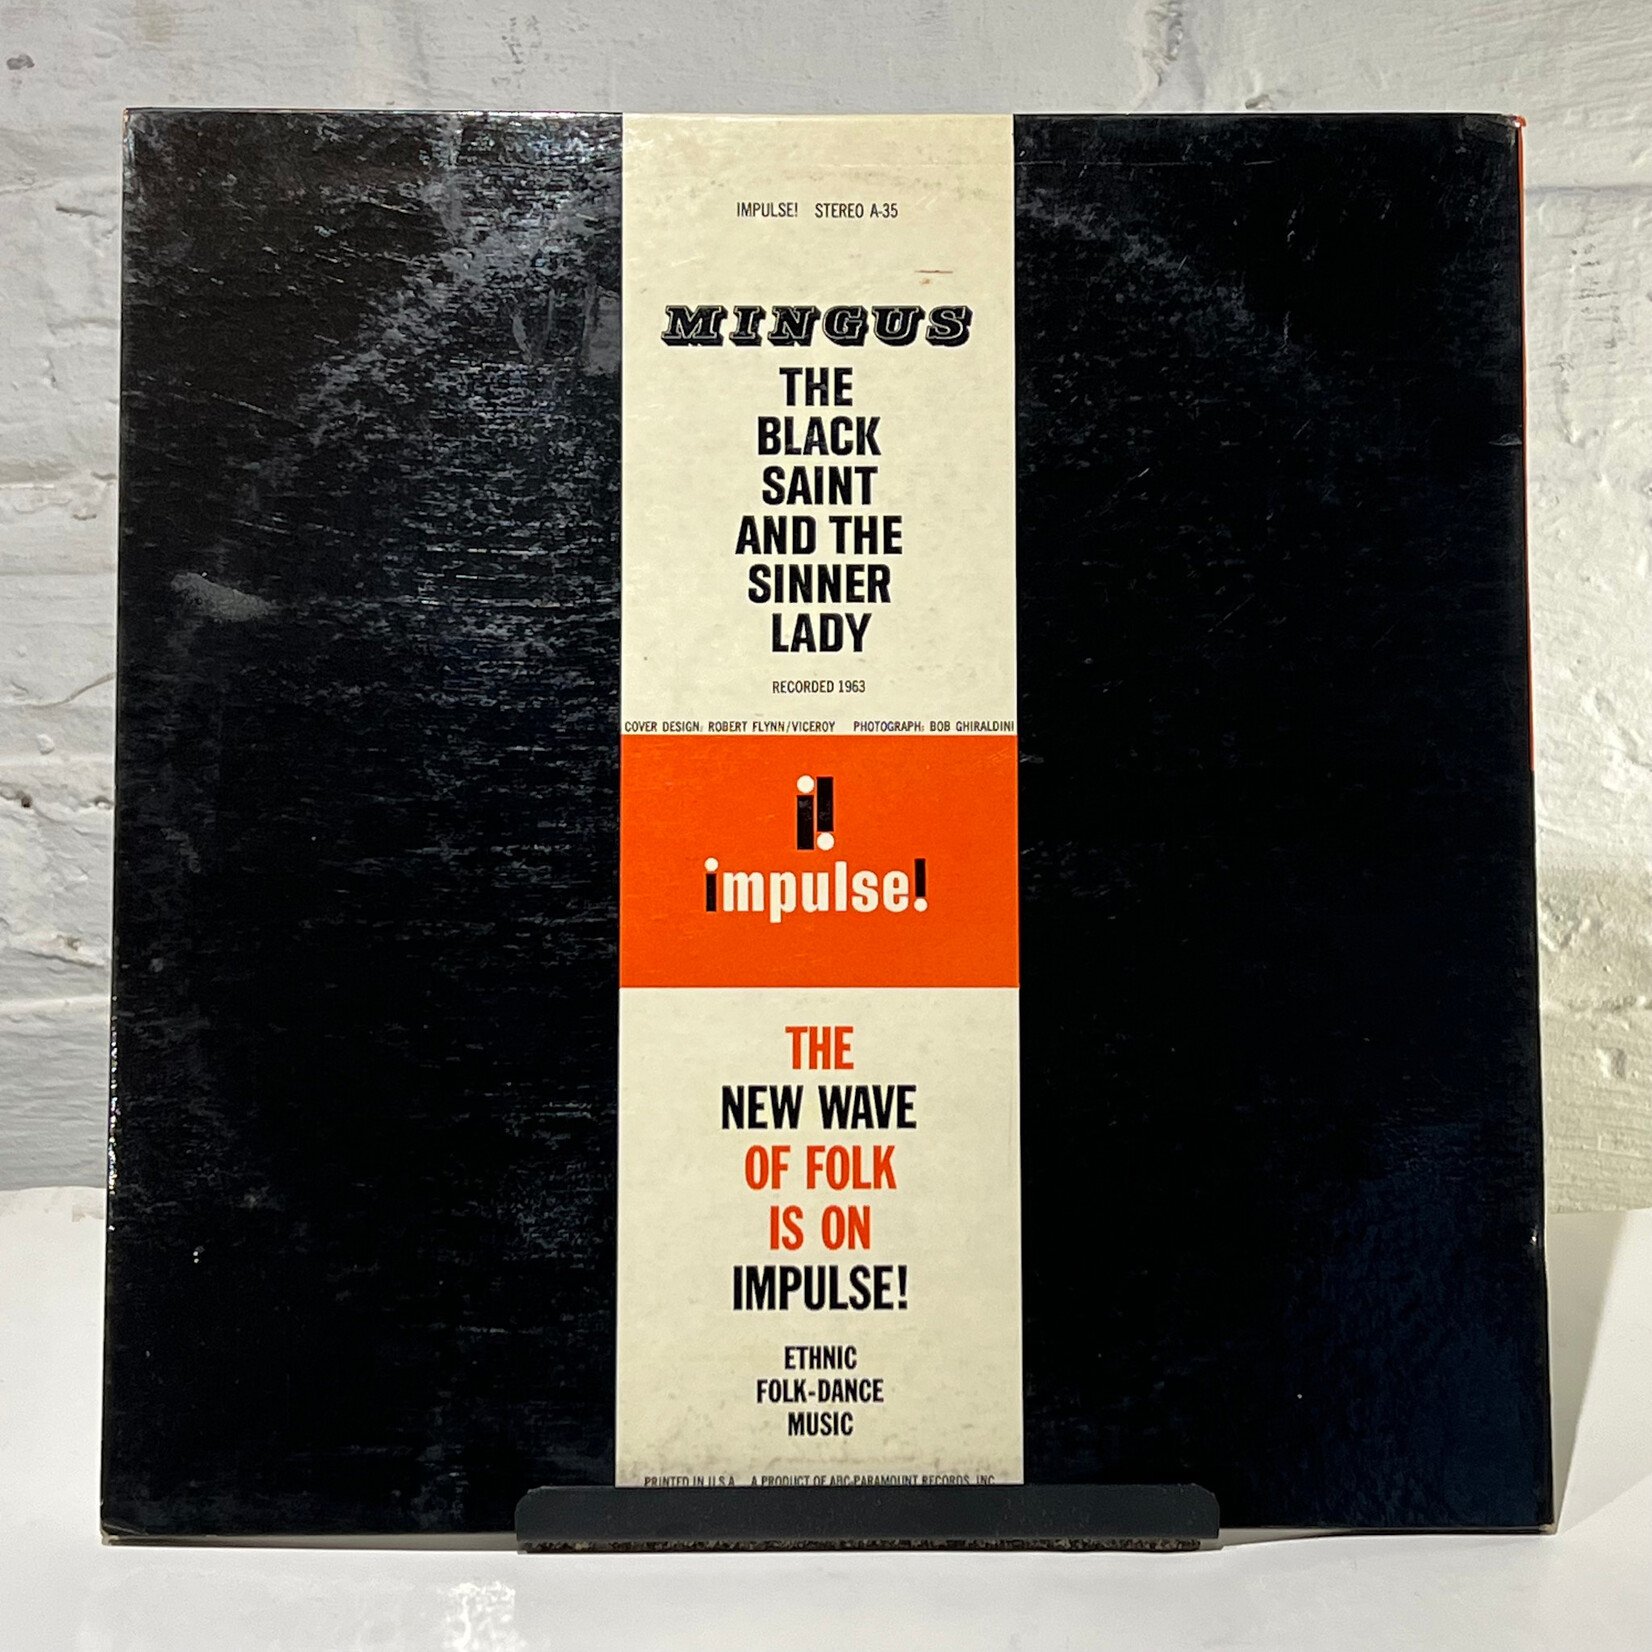 IMPULSE! STEREO A-35
MINGUS
THE
BLACK
SAINT
AND THE
SINNER
LADY
RECORDED 1963
COVER DESIGN: ROBERT FLYNN/VICEROY PHOTOGRAPH: BOB GHIRALDINI
i!
impulse!
THE
NEW WAVE
OF FOLK
IS ON
IMPULSE!
ETHNIC
FOLK-DANCE
MUSIC
PRINTED IN U.S.A. A PRODUCT OF ABC-PARAMOUNT RECORDS, INC.